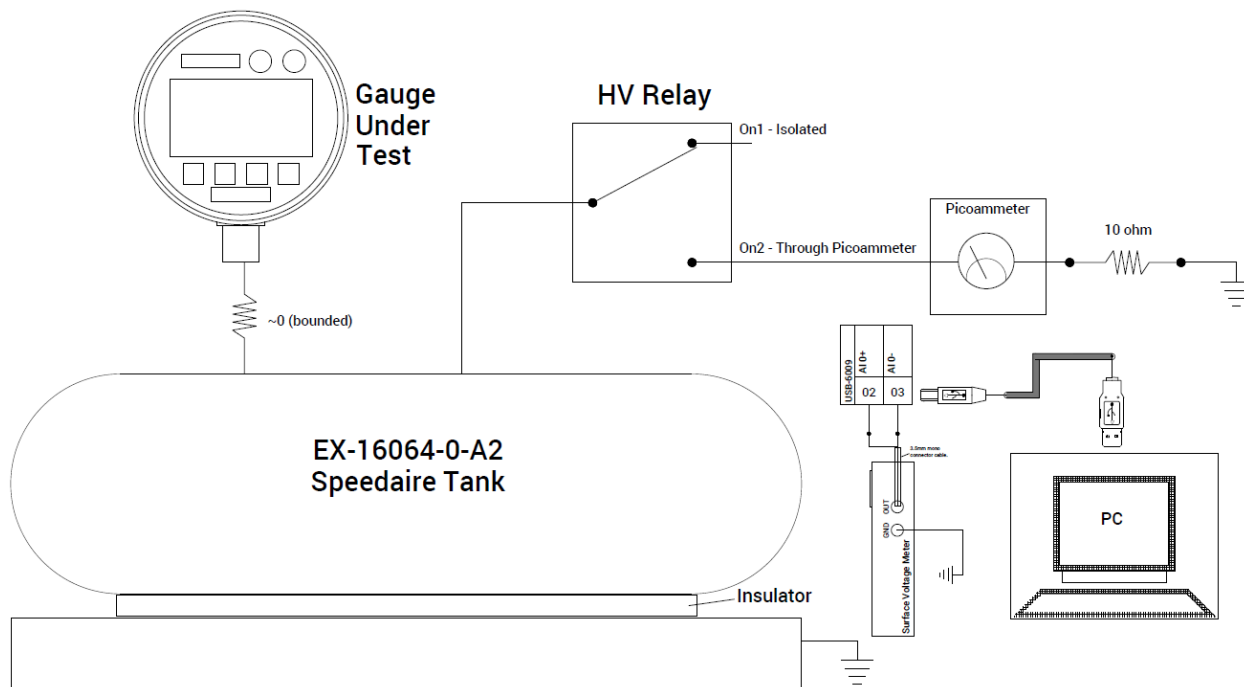 Gauge
Under
Test
HV Relay
On1 - Isolated
On2 - Through Picoammeter
Picoammeter
10 ohm
~0 (bounded)
EX-16064-0-A2
Speedaire Tank
Insulator
USB-6009
AI 0+
AI 0-
02
03
3.5mm mono
connector cable.
OUT
GND
Surface Voltage Meter
PC